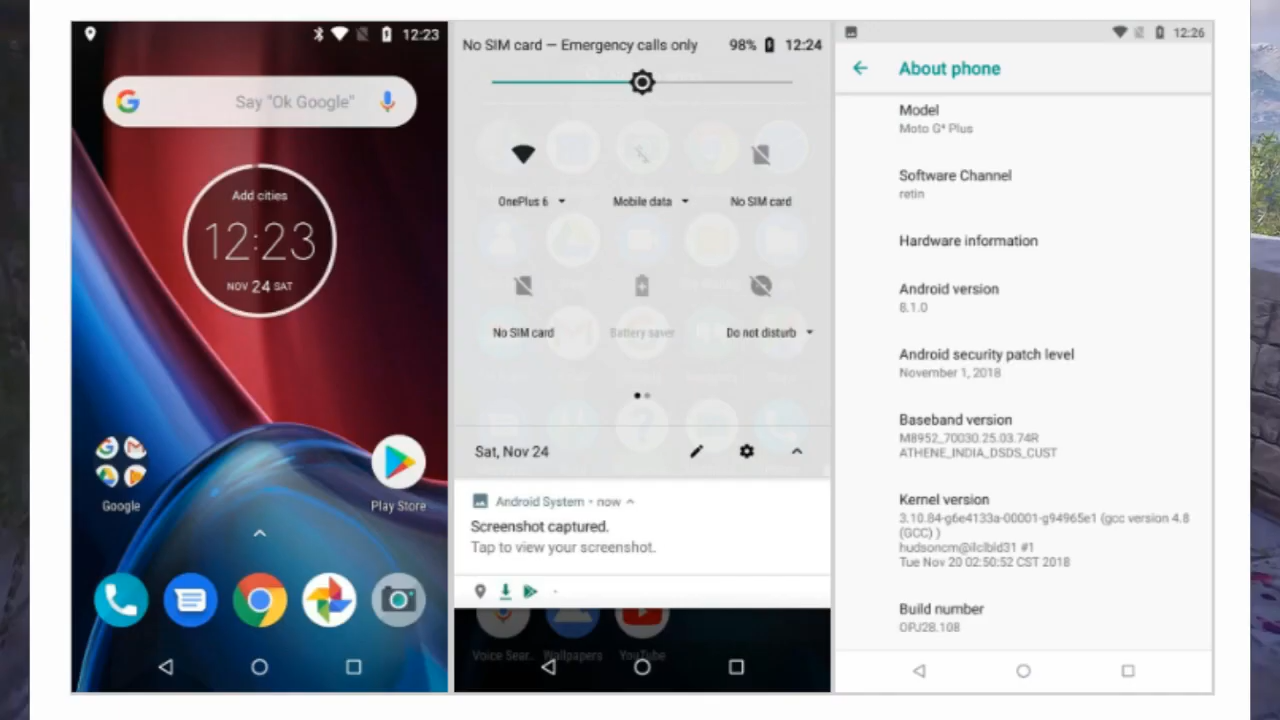 12:23
Say "Ok Google"
Add cities
12:23
NOV 24 SAT
Google
Play Store
No SIM card — Emergency calls only 98% 12:24
OnePlus 6
Mobile data
No SIM card
No SIM card
Battery saver
Do not disturb
Sat, Nov 24
Android System • now
Screenshot captured.
Tap to view your screenshot.
Voice Sear..
Wallpapers
YouTube
12:26
About phone
Model
Moto G⁴ Plus
Software Channel
retin
Hardware information
Android version
8.1.0
Android security patch level
November 1, 2018
Baseband version
M8952_70030.25.03.74R
ATHENE_INDIA_DSDS_CUST
Kernel version
3.10.84-g6e4133a-00001-g94965e1 (gcc version 4.8
(GCC) )
hudsoncm@ilclbld31 #1
Tue Nov 20 02:50:52 CST 2018
Build number
OPJ28.108